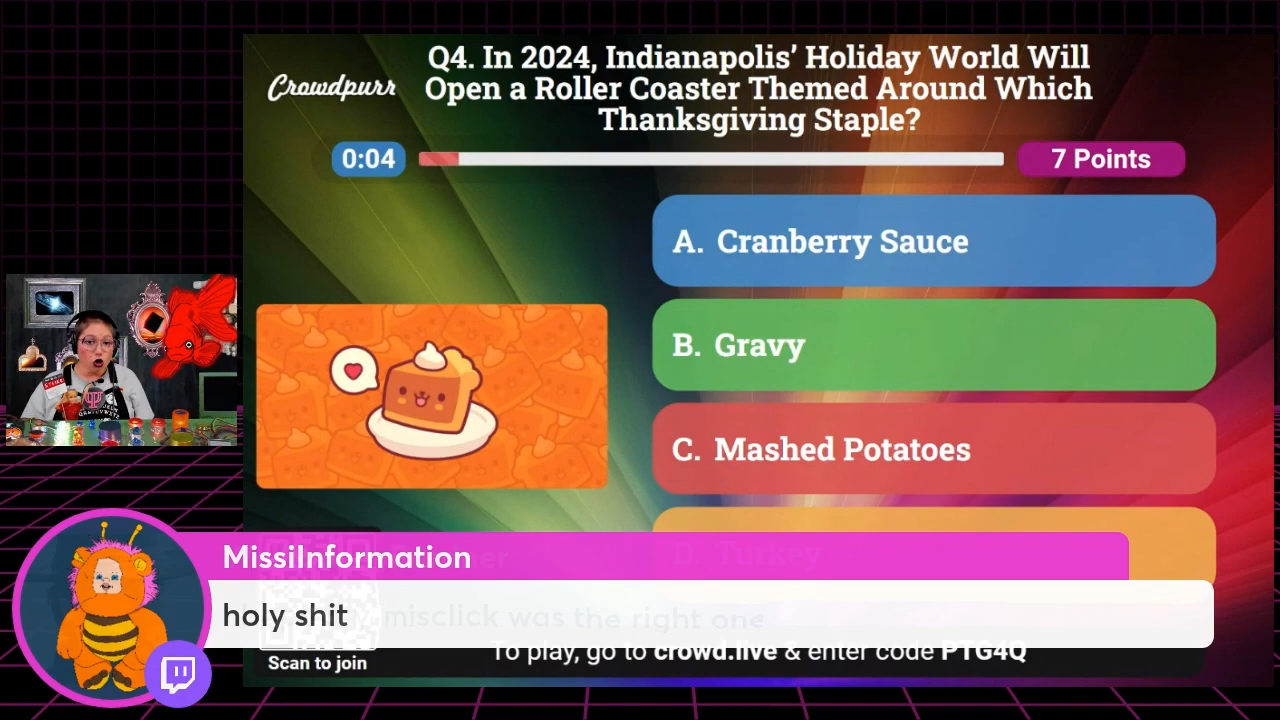 Crowdpurr
Q4. In 2024, Indianapolis’ Holiday World Will
Open a Roller Coaster Themed Around Which
Thanksgiving Staple?
0:04
7 Points
A. Cranberry Sauce
B. Gravy
C. Mashed Potatoes
D. Turkey
MissiInformation
holy shit
misclick was the right one
Scan to join
To play, go to crowd.live & enter code PTG4Q